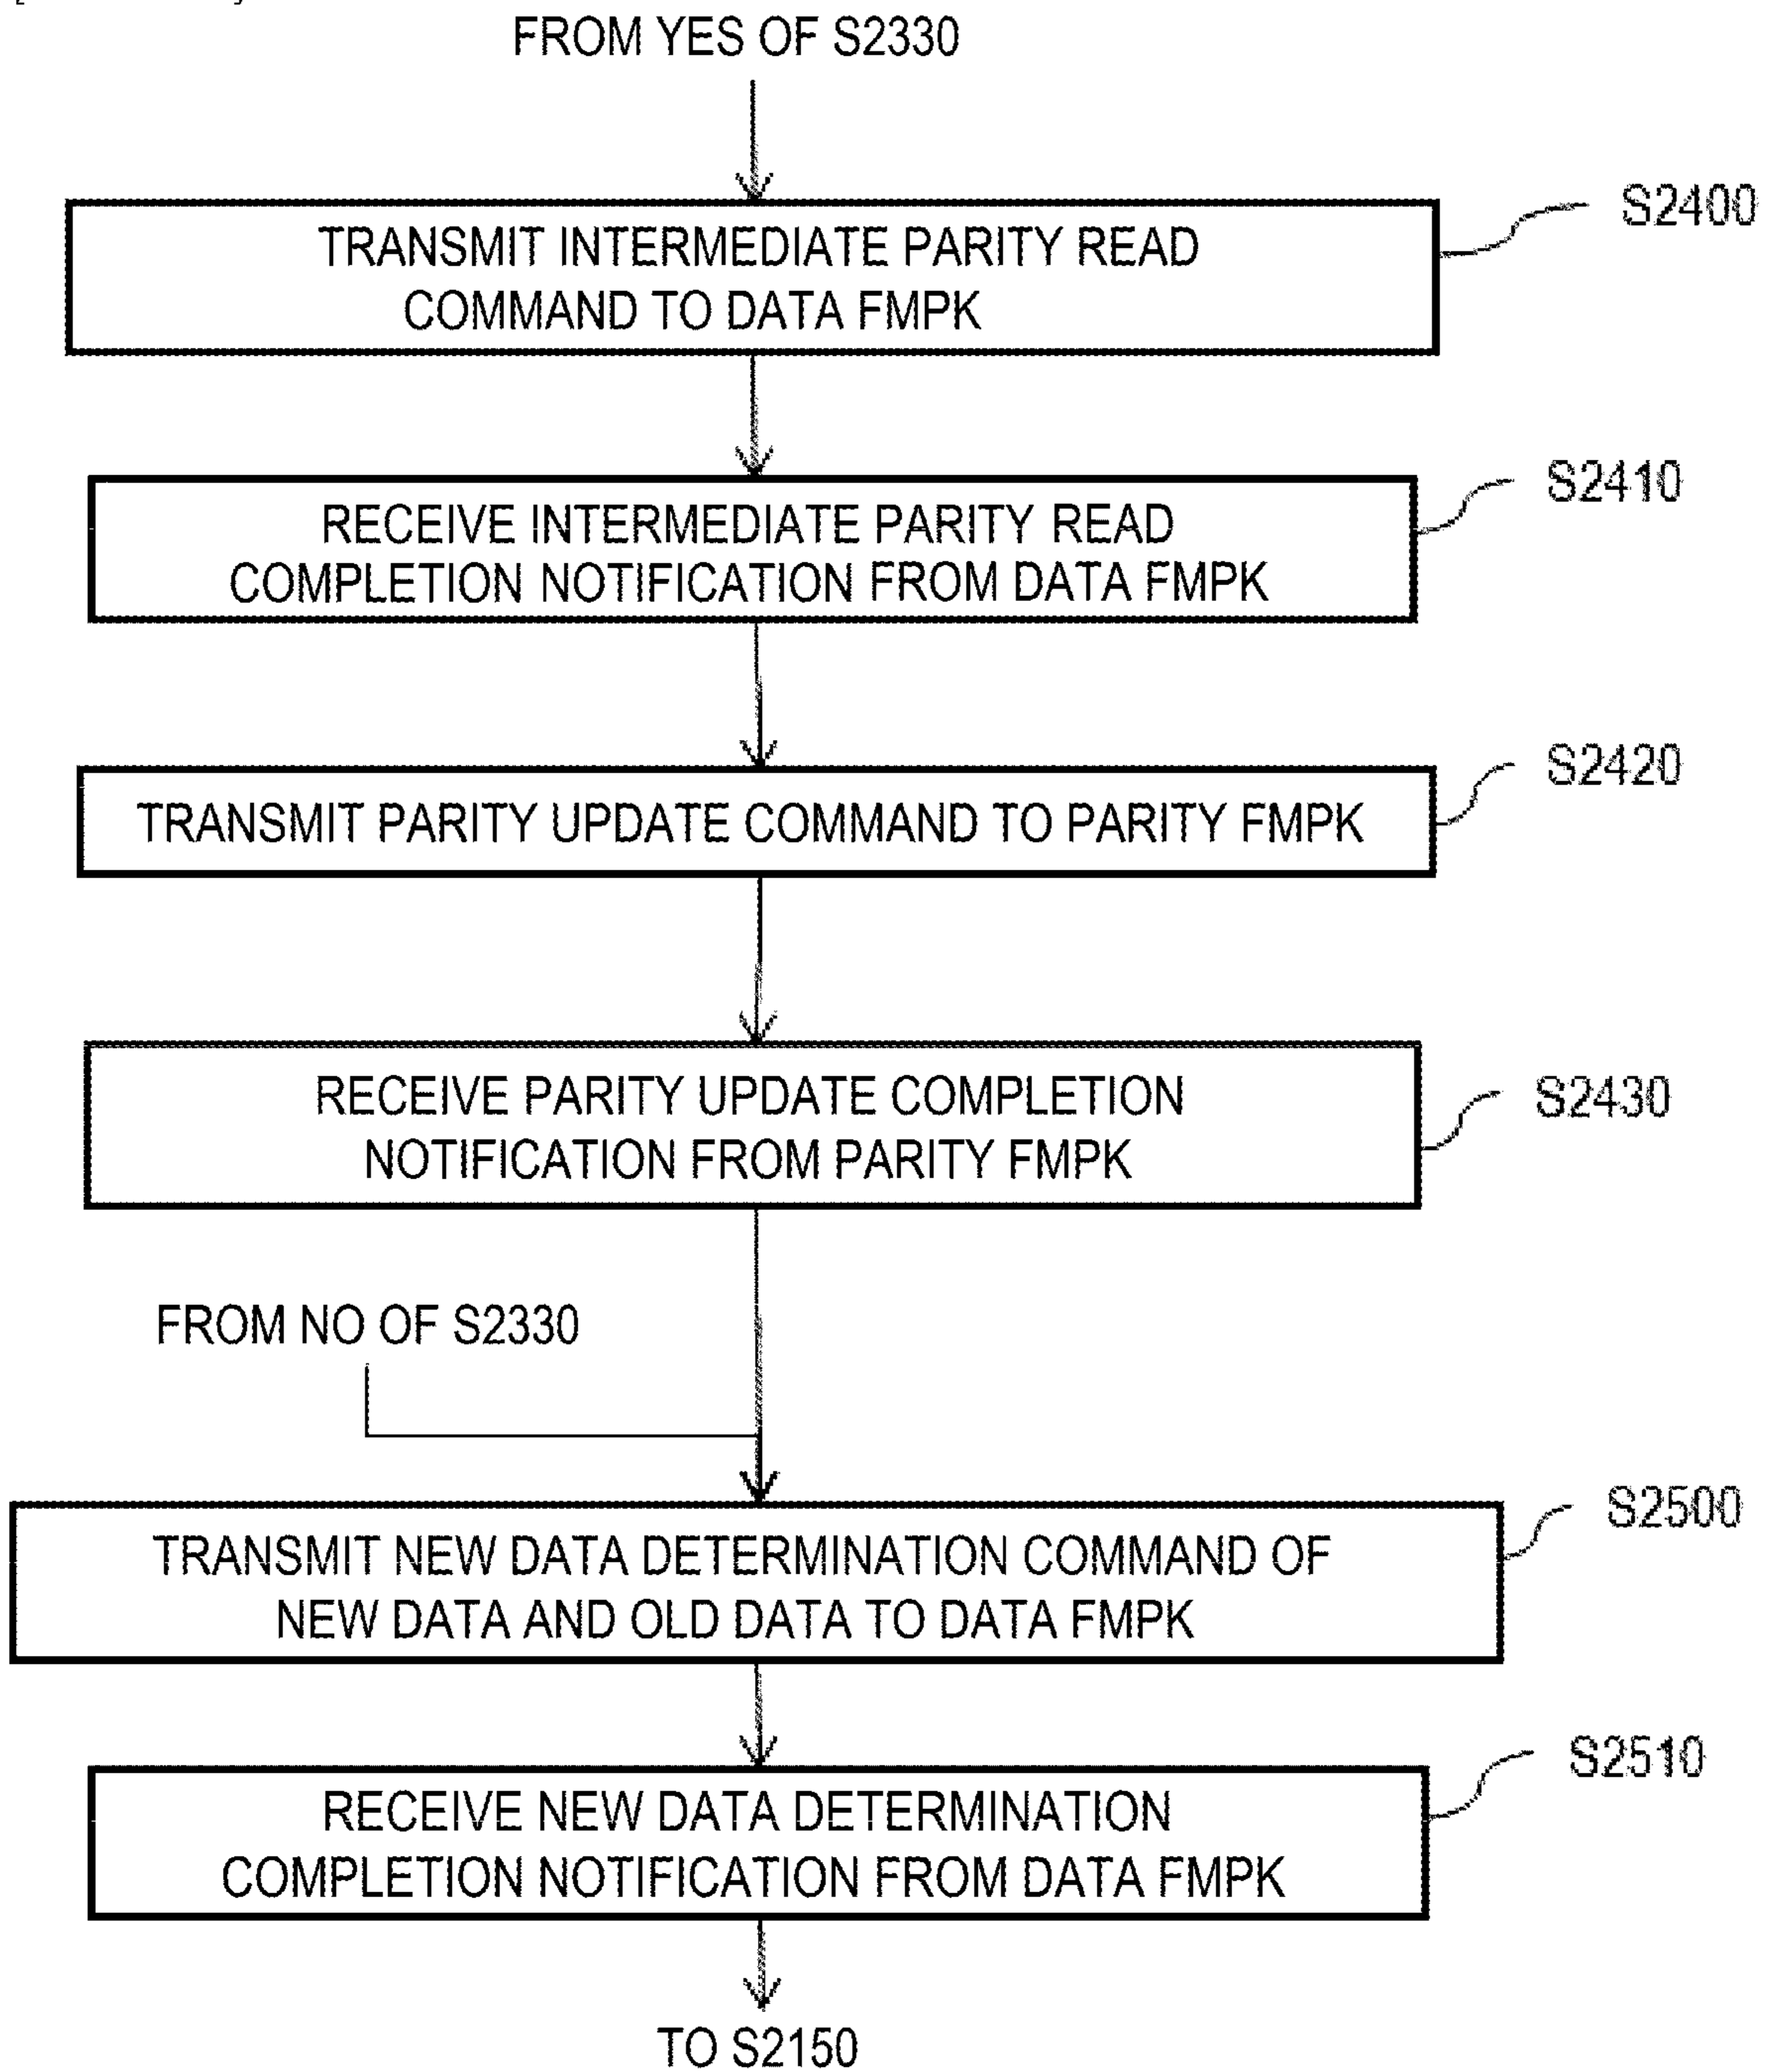 FROM YES OF S2330
S2400
TRANSMIT INTERMEDIATE PARITY READ
COMMAND TO DATA FMPK
S2410
RECEIVE INTERMEDIATE PARITY READ
COMPLETION NOTIFICATION FROM DATA FMPK
S2420
TRANSMIT PARITY UPDATE COMMAND TO PARITY FMPK
S2430
RECEIVE PARITY UPDATE COMPLETION
NOTIFICATION FROM PARITY FMPK
FROM NO OF S2330
S2500
TRANSMIT NEW DATA DETERMINATION COMMAND OF
NEW DATA AND OLD DATA TO DATA FMPK
S2510
RECEIVE NEW DATA DETERMINATION
COMPLETION NOTIFICATION FROM DATA FMPK
TO S2150